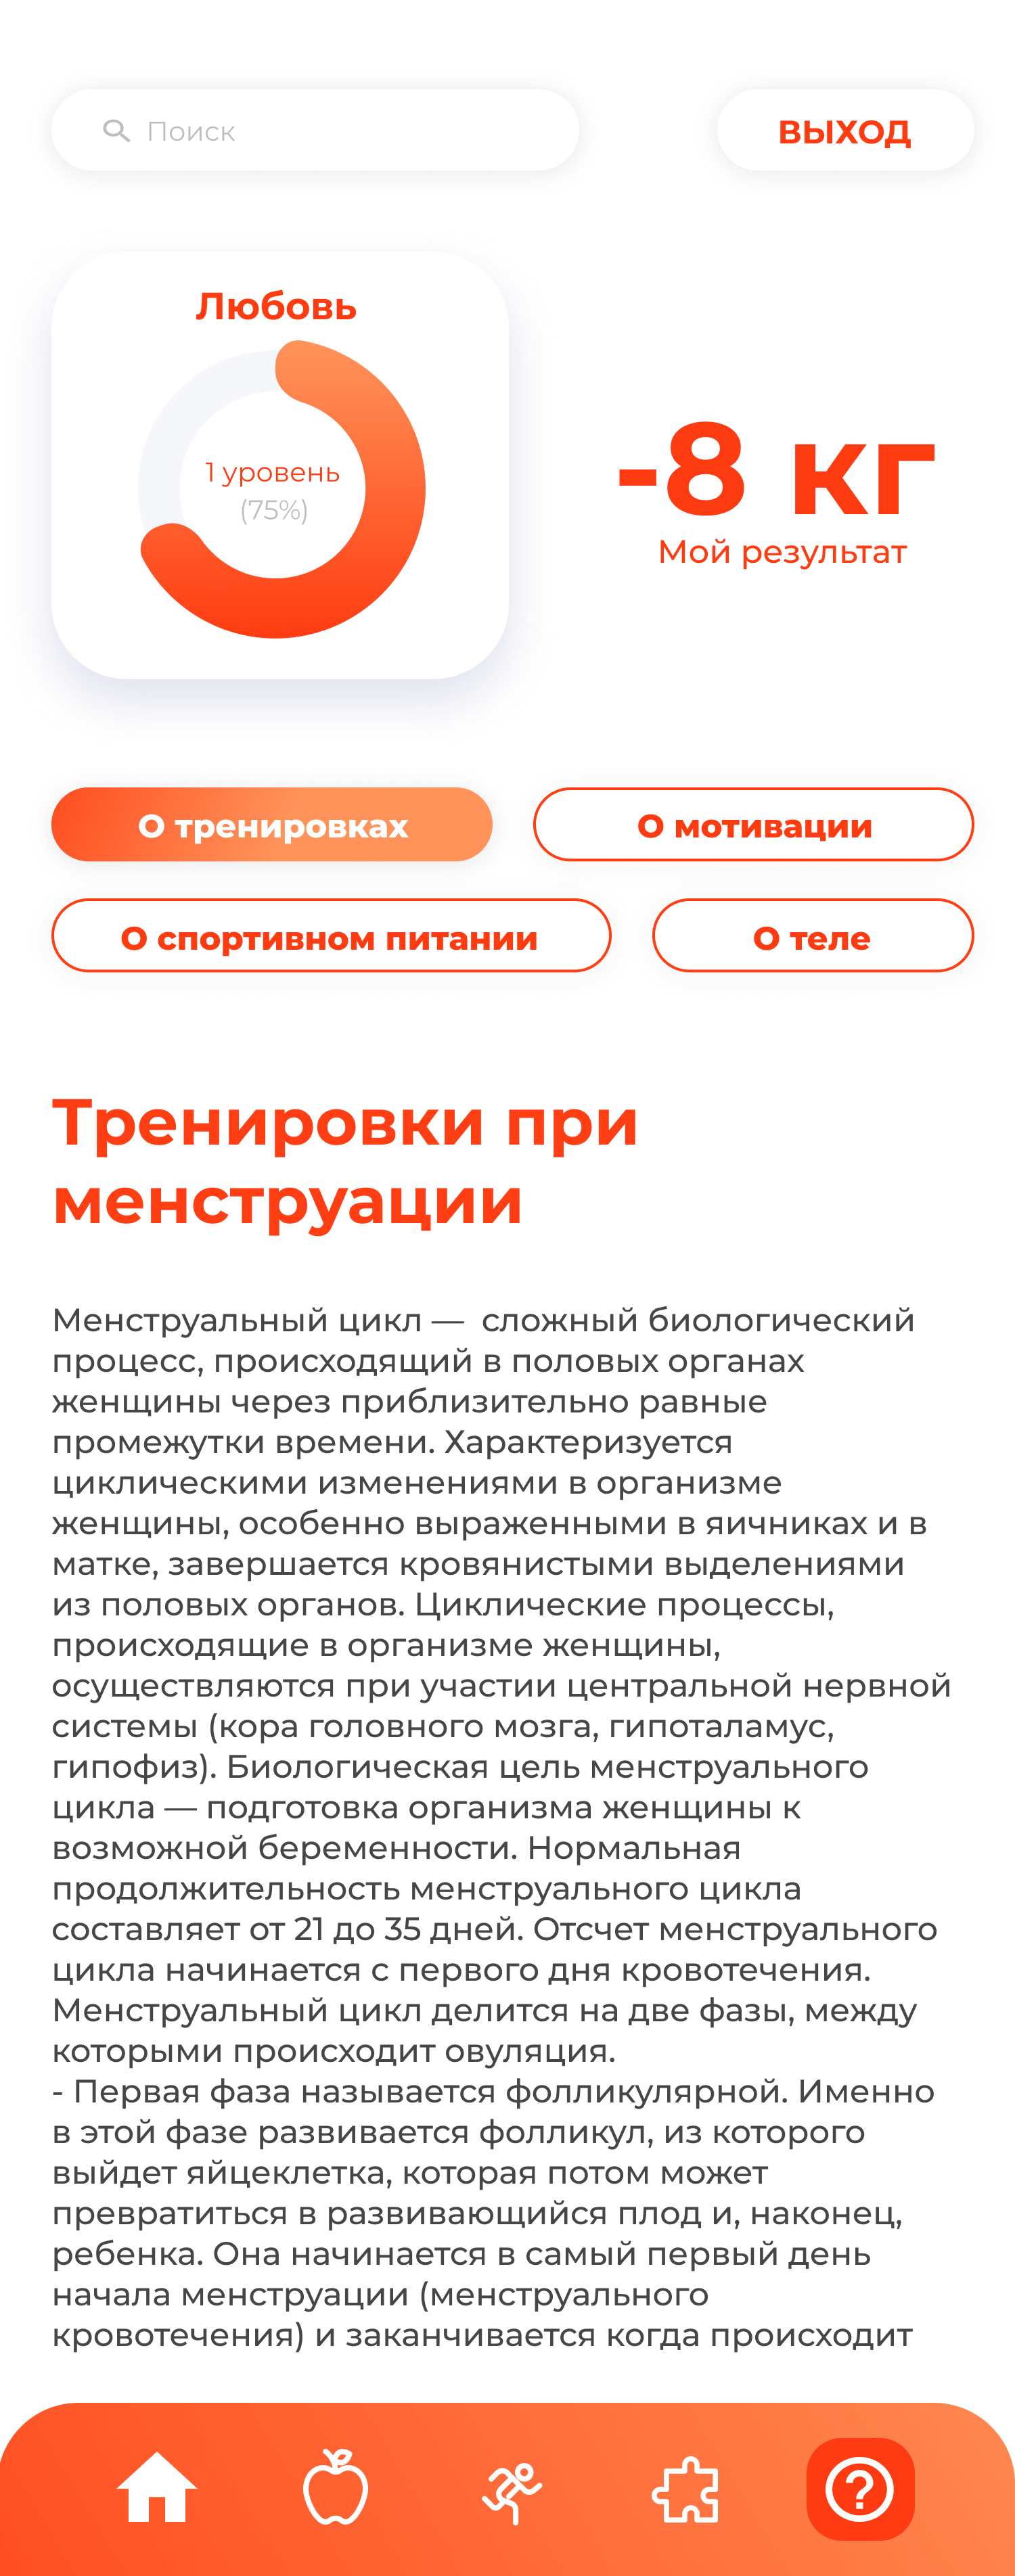 Поиск
ВЫХОД
Любовь
1 уровень
(75%)
-8 кг
Мой результат
О тренировках
О мотивации
О спортивном питании
О теле
Тренировки при
менструации
Менструальный цикл —  сложный биологический
процесс, происходящий в половых органах
женщины через приблизительно равные
промежутки времени. Характеризуется
циклическими изменениями в организме
женщины, особенно выраженными в яичниках и в
матке, завершается кровянистыми выделениями
из половых органов. Циклические процессы,
происходящие в организме женщины,
осуществляются при участии центральной нервной
системы (кора головного мозга, гипоталамус,
гипофиз). Биологическая цель менструального
цикла — подготовка организма женщины к
возможной беременности. Нормальная
продолжительность менструального цикла
составляет от 21 до 35 дней. Отсчет менструального
цикла начинается с первого дня кровотечения.
Менструальный цикл делится на две фазы, между
которыми происходит овуляция.
- Первая фаза называется фолликулярной. Именно
в этой фазе развивается фолликул, из которого
выйдет яйцеклетка, которая потом может
превратиться в развивающийся плод и, наконец,
ребенка. Она начинается в самый первый день
начала менструации (менструального
кровотечения) и заканчивается когда происходит